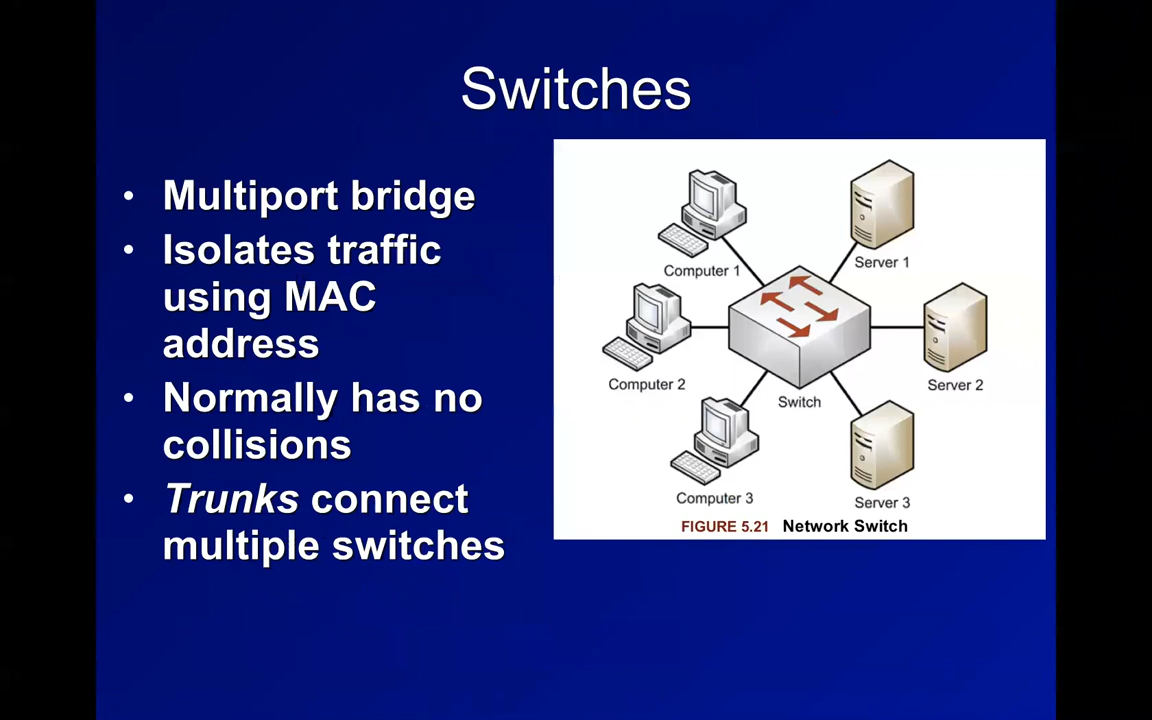 Switches
• Multiport bridge
• Isolates traffic
using MAC
address
• Normally has no
collisions
• Trunks connect
multiple switches
Computer 1
Server 1
Computer 2
Server 2
Switch
Computer 3
Server 3
FIGURE 5.21 Network Switch